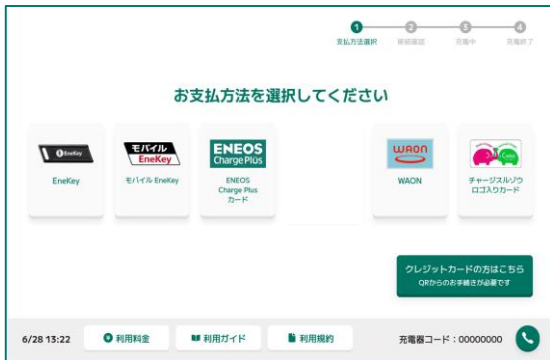 1 2 3 4
支払方法選択 接続確認 充電中 充電終了
お支払方法を選択してください
EneKey
モバイル
EneKey
ENEOS
Charge Plus
WAON
EneKey
モバイル EneKey
ENEOS
Charge Plus
カード
WAON
チャージスルゾウ
ロゴ入りカード
クレジットカードの方はこちら
QRからのお手続きが必要です
6/28 13:22
利用料金
利用ガイド
利用規約
充電器コード：00000000